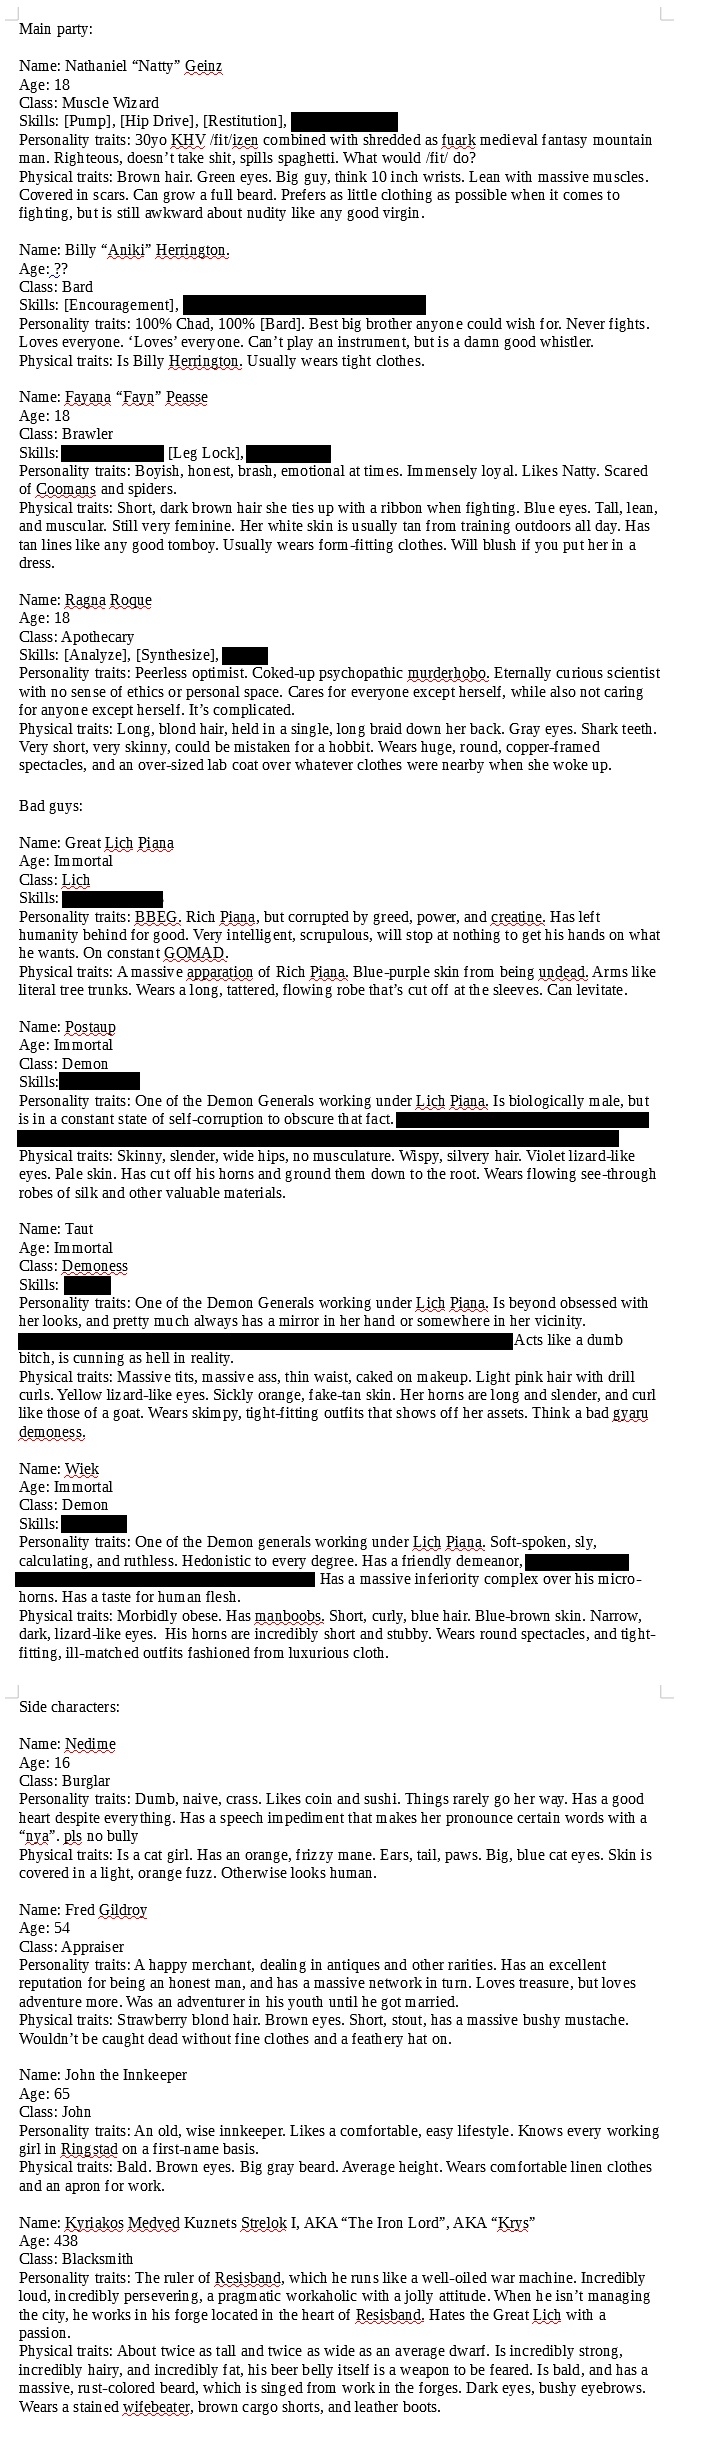 Main party:
Name: Nathaniel “Natty” Geinz
Age: 18
Class: Muscle Wizard
Skills: [Pump], [Hip Drive], [Restitution],
Personality traits: 30yo KHV /fit/izen combined with shredded as fuark medieval fantasy mountain
man. Righteous, doesn’t take shit, spills spaghetti. What would /fit/ do?
Physical traits: Brown hair. Green eyes. Big guy, think 10 inch wrists. Lean with massive muscles.
Covered in scars. Can grow a full beard. Prefers as little clothing as possible when it comes to
fighting, but is still awkward about nudity like any good virgin.
Name: Billy “Aniki” Herrington.
Age: ??
Class: Bard
Skills: [Encouragement],
Personality traits: 100% Chad, 100% [Bard]. Best big brother anyone could wish for. Never fights.
Loves everyone. ‘Loves’ everyone. Can’t play an instrument, but is a damn good whistler.
Physical traits: Is Billy Herrington. Usually wears tight clothes.
Name: Fayana “Fayn” Peasse
Age: 18
Class: Brawler
Skills: [Leg Lock],
Personality traits: Boyish, honest, brash, emotional at times. Immensely loyal. Likes Natty. Scared
of Coomans and spiders.
Physical traits: Short, dark brown hair she ties up with a ribbon when fighting. Blue eyes. Tall, lean,
and muscular. Still very feminine. Her white skin is usually tan from training outdoors all day. Has
tan lines like any good tomboy. Usually wears form-fitting clothes. Will blush if you put her in a
dress.
Name: Ragna Roque
Age: 18
Class: Apothecary
Skills: [Analyze], [Synthesize],
Personality traits: Peerless optimist. Coked-up psychopathic murderhobo. Eternally curious scientist
with no sense of ethics or personal space. Cares for everyone except herself, while also not caring
for anyone except herself. It’s complicated.
Physical traits: Long, blond hair, held in a single, long braid down her back. Gray eyes. Shark teeth.
Very short, very skinny, could be mistaken for a hobbit. Wears huge, round, copper-framed
spectacles, and an over-sized lab coat over whatever clothes were nearby when she woke up.
Bad guys:
Name: Great Lich Piana
Age: Immortal
Class: Lich
Skills:
Personality traits: BBEG. Rich Piana, but corrupted by greed, power, and creatine. Has left
humanity behind for good. Very intelligent, scrupulous, will stop at nothing to get his hands on what
he wants. On constant GOMAD.
Physical traits: A massive apparation of Rich Piana. Blue-purple skin from being undead. Arms like
literal tree trunks. Wears a long, tattered, flowing robe that’s cut off at the sleeves. Can levitate.
Name: Postaup
Age: Immortal
Class: Demon
Skills:
Personality traits: One of the Demon Generals working under Lich Piana. Is biologically male, but
is in a constant state of self-corruption to obscure that fact.
Physical traits: Skinny, slender, wide hips, no musculature. Wispy, silvery hair. Violet lizard-like
eyes. Pale skin. Has cut off his horns and ground them down to the root. Wears flowing see-through
robes of silk and other valuable materials.
Name: Taut
Age: Immortal
Class: Demoness
Skills:
Personality traits: One of the Demon Generals working under Lich Piana. Is beyond obsessed with
her looks, and pretty much always has a mirror in her hand or somewhere in her vicinity.
Acts like a dumb
bitch, is cunning as hell in reality.
Physical traits: Massive tits, massive ass, thin waist, caked on makeup. Light pink hair with drill
curls. Yellow lizard-like eyes. Sickly orange, fake-tan skin. Her horns are long and slender, and curl
like those of a goat. Wears skimpy, tight-fitting outfits that shows off her assets. Think a bad gyaru
demoness.
Name: Wiek
Age: Immortal
Class: Demon
Skills:
Personality traits: One of the Demon generals working under Lich Piana. Soft-spoken, sly,
calculating, and ruthless. Hedonistic to every degree. Has a friendly demeanor,
Has a massive inferiority complex over his micro-
horns. Has a taste for human flesh.
Physical traits: Morbidly obese. Has manboobs. Short, curly, blue hair. Blue-brown skin. Narrow,
dark, lizard-like eyes. His horns are incredibly short and stubby. Wears round spectacles, and tight-
fitting, ill-matched outfits fashioned from luxurious cloth.
Side characters:
Name: Nedime
Age: 16
Class: Burglar
Personality traits: Dumb, naive, crass. Likes coin and sushi. Things rarely go her way. Has a good
heart despite everything. Has a speech impediment that makes her pronounce certain words with a
“nya”. pls no bully
Physical traits: Is a cat girl. Has an orange, frizzy mane. Ears, tail, paws. Big, blue cat eyes. Skin is
covered in a light, orange fuzz. Otherwise looks human.
Name: Fred Gildroy
Age: 54
Class: Appraiser
Personality traits: A happy merchant, dealing in antiques and other rarities. Has an excellent
reputation for being an honest man, and has a massive network in turn. Loves treasure, but loves
adventure more. Was an adventurer in his youth until he got married.
Physical traits: Strawberry blond hair. Brown eyes. Short, stout, has a massive bushy mustache.
Wouldn’t be caught dead without fine clothes and a feathery hat on.
Name: John the Innkeeper
Age: 65
Class: John
Personality traits: An old, wise innkeeper. Likes a comfortable, easy lifestyle. Knows every working
girl in Ringstad on a first-name basis.
Physical traits: Bald. Brown eyes. Big gray beard. Average height. Wears comfortable linen clothes
and an apron for work.
Name: Kyriakos Medved Kuznets Strelok I, AKA “The Iron Lord”, AKA “Krys”
Age: 438
Class: Blacksmith
Personality traits: The ruler of Resisband, which he runs like a well-oiled war machine. Incredibly
loud, incredibly persevering, a pragmatic workaholic with a jolly attitude. When he isn’t managing
the city, he works in his forge located in the heart of Resisband. Hates the Great Lich with a
passion.
Physical traits: About twice as tall and twice as wide as an average dwarf. Is incredibly strong,
incredibly hairy, and incredibly fat, his beer belly itself is a weapon to be feared. Is bald, and has a
massive, rust-colored beard, which is singed from work in the forges. Dark eyes, bushy eyebrows.
Wears a stained wifebeater, brown cargo shorts, and leather boots.